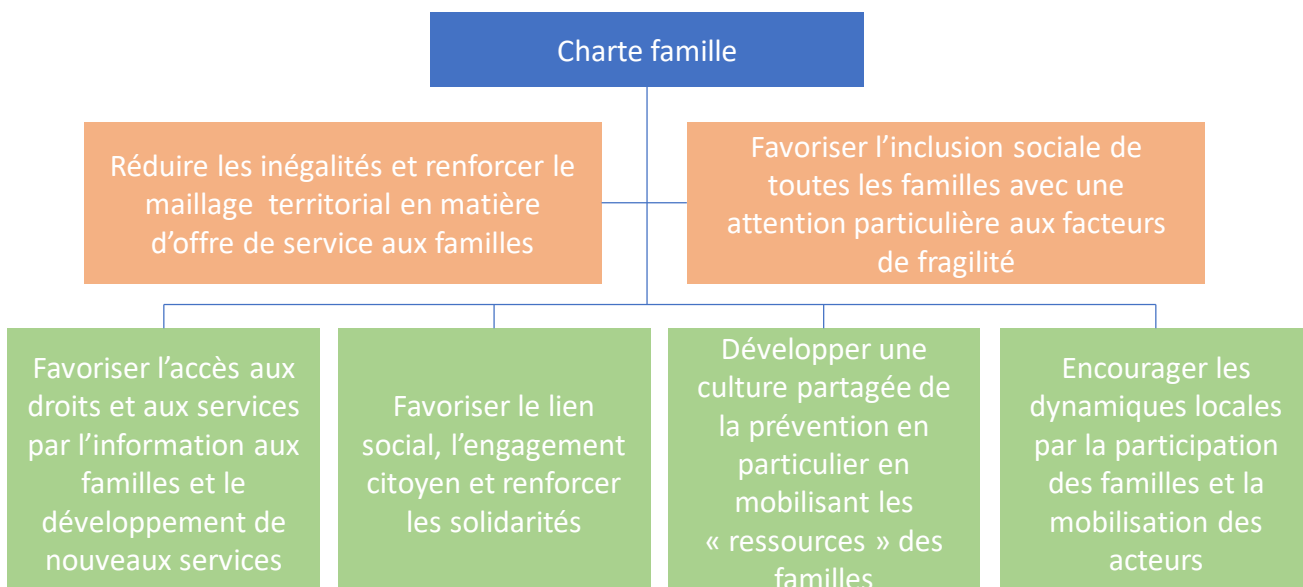 Charte famille
Réduire les inégalités et renforcer le
maillage  territorial en matière
d’offre de service aux familles
Favoriser l’inclusion sociale de
toutes les familles avec une
attention particulière aux facteurs
de fragilité
Favoriser l’accès aux
droits et aux services
par l’information aux
familles et le
développement de
nouveaux services
Favoriser le lien
social, l’engagement
citoyen et renforcer
les solidarités
Développer une
culture partagée de
la prévention en
particulier en
mobilisant les
« ressources » des
familles
Encourager les
dynamiques locales
par la participation
des familles et la
mobilisation des
acteurs